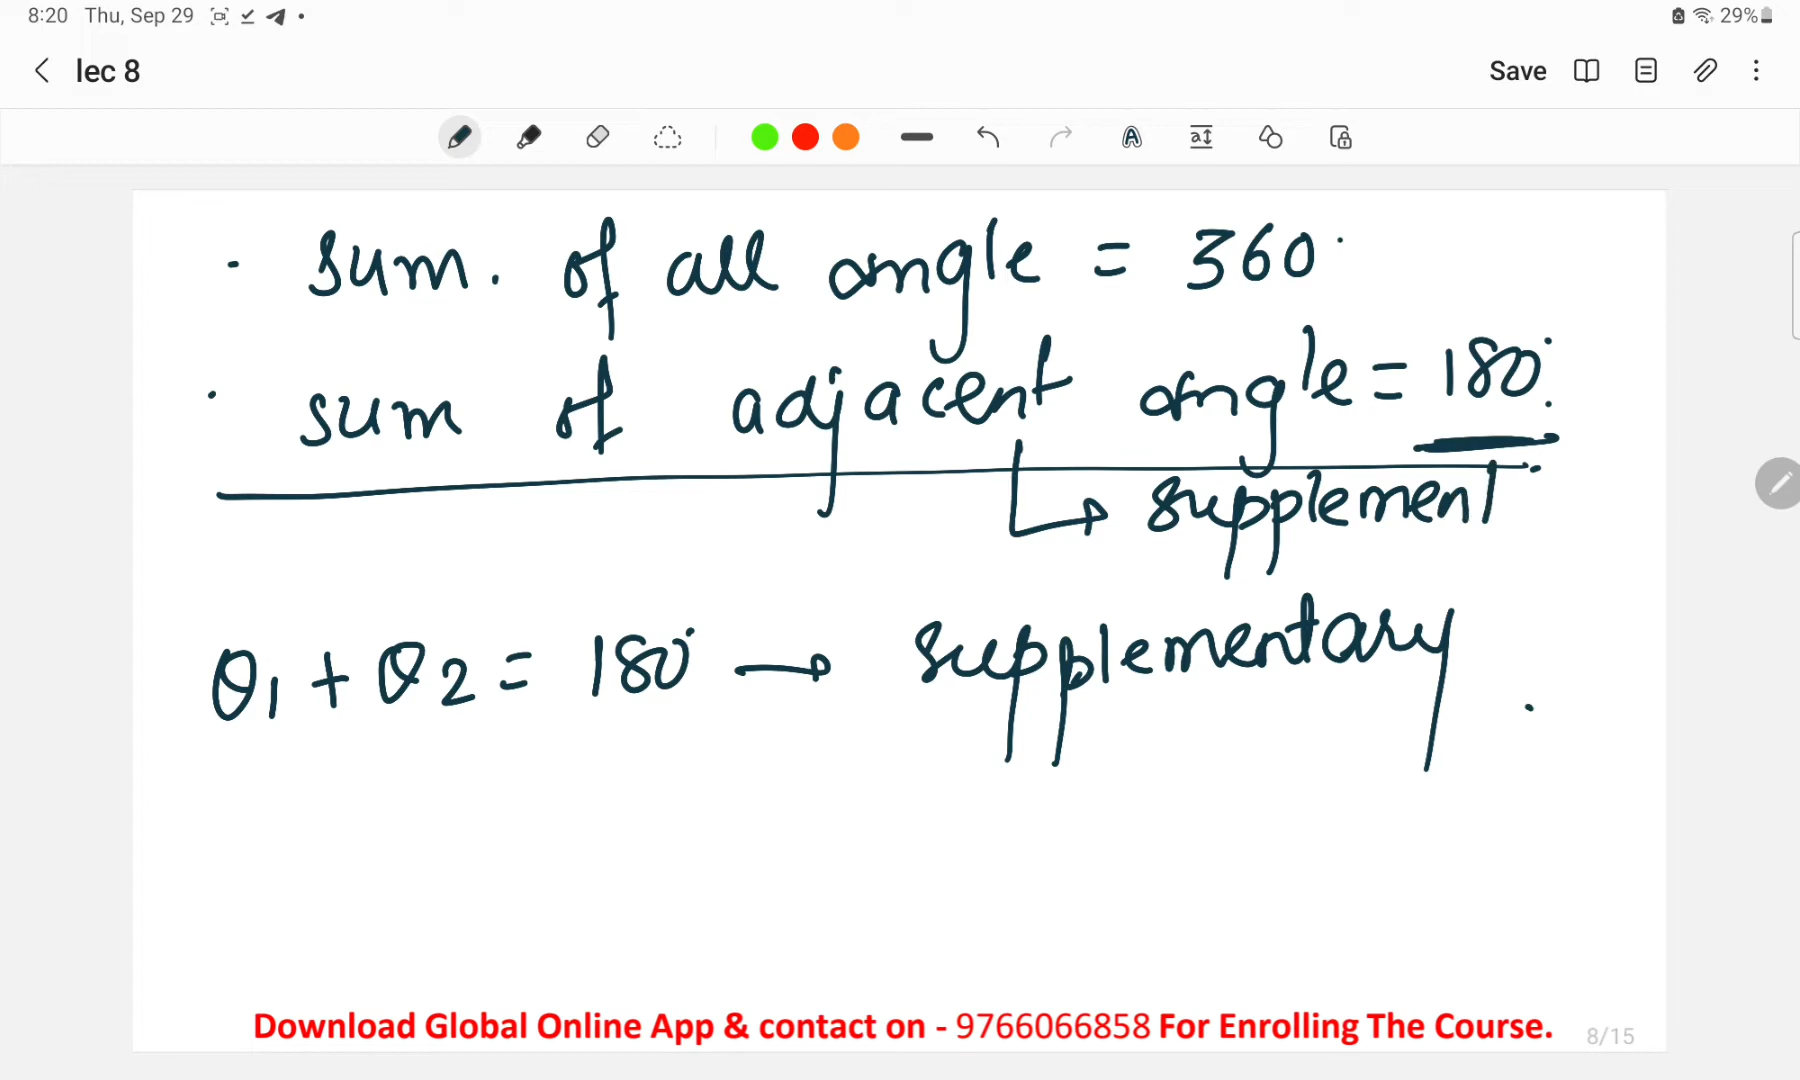 8:20 Thu, Sep 29
29%
lec 8
Save
· sum. of all angle = 360°
· sum of adjacent angle = 180°.
supplement
θ1 + θ2 = 180° → supplementary.
Download Global Online App & contact on - 9766066858 For Enrolling The Course.
8/15